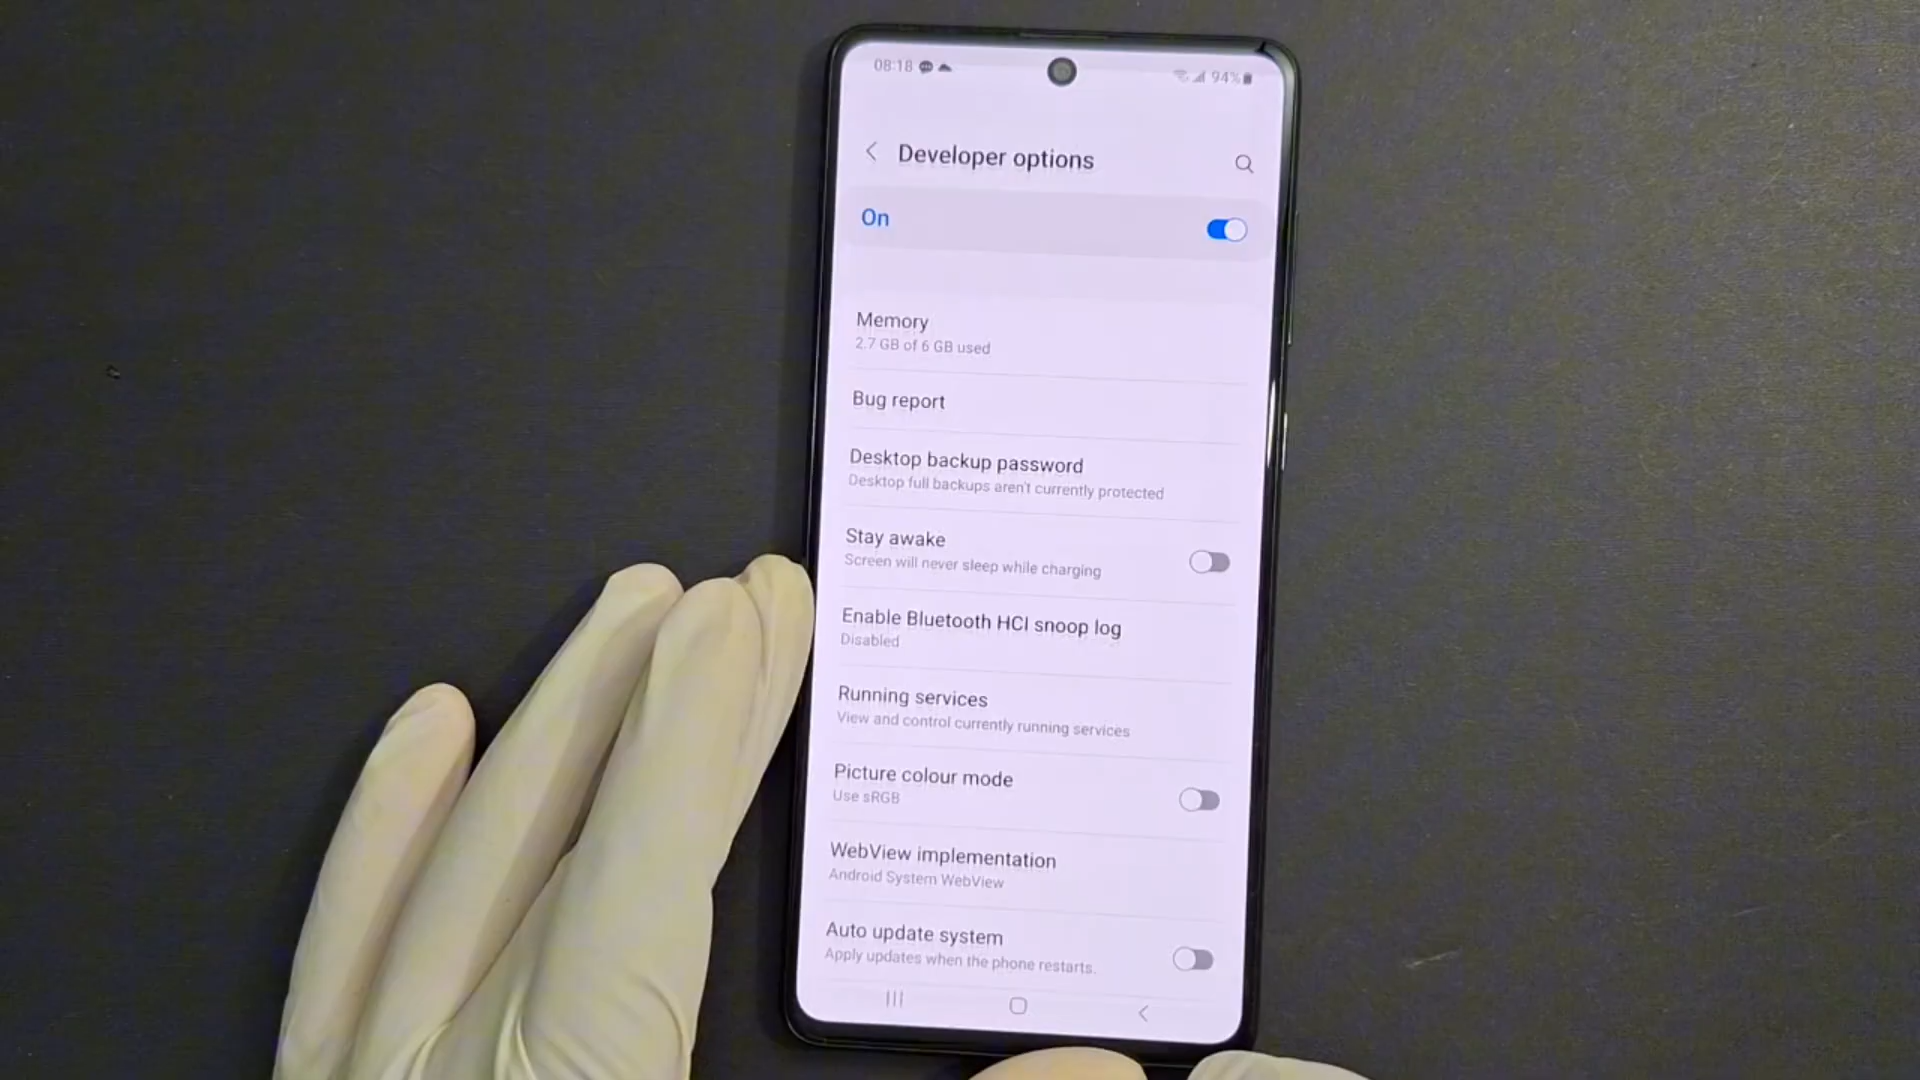 08:18
94%
Developer options
On
Memory
2.7 GB of 6 GB used
Bug report
Desktop backup password
Desktop full backups aren't currently protected
Stay awake
Screen will never sleep while charging
Enable Bluetooth HCI snoop log
Disabled
Running services
View and control currently running services
Picture colour mode
Use sRGB
WebView implementation
Android System WebView
Auto update system
Apply updates when the phone restarts.